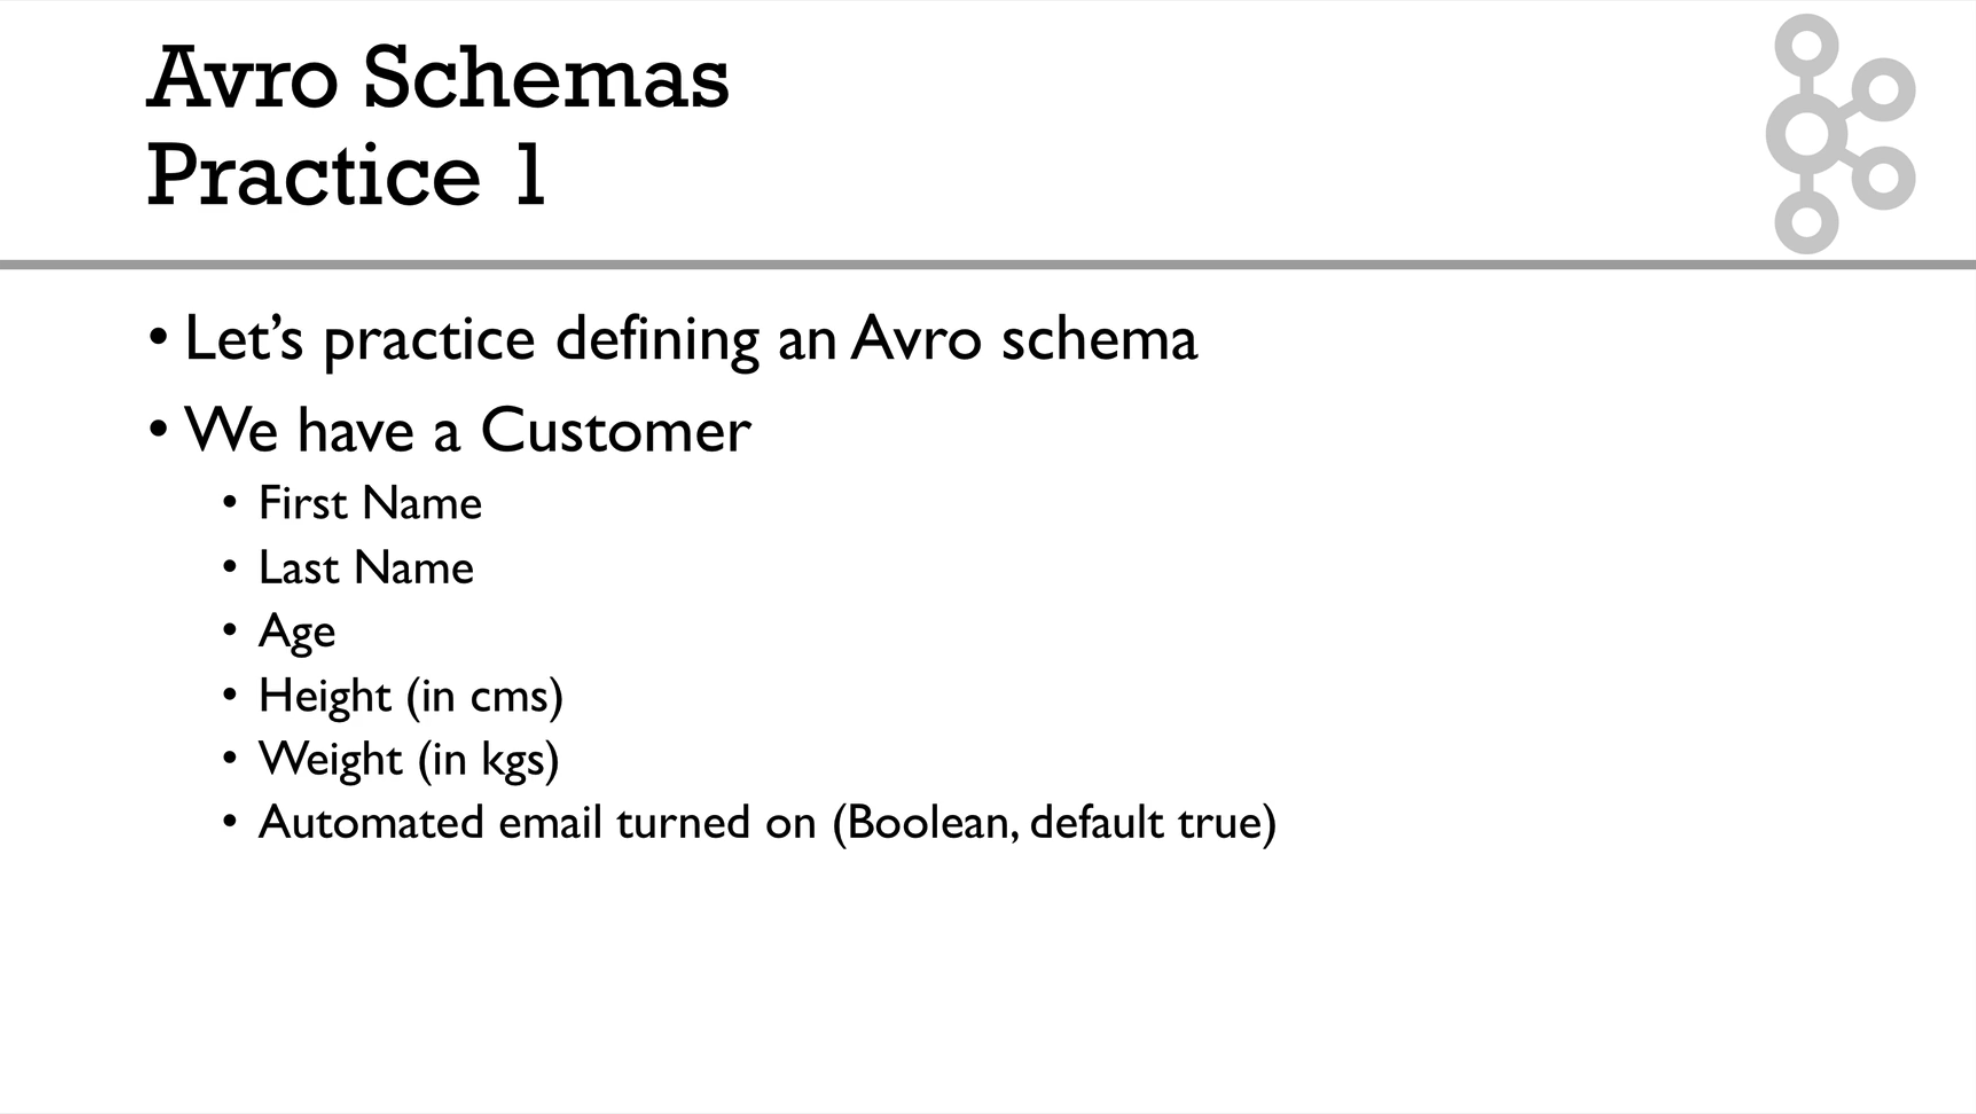 Avro Schemas
Practice 1
• Let's practice defining an Avro schema
• We have a Customer
• First Name
• Last Name
• Age
• Height (in cms)
• Weight (in kgs)
• Automated email turned on (Boolean, default true)